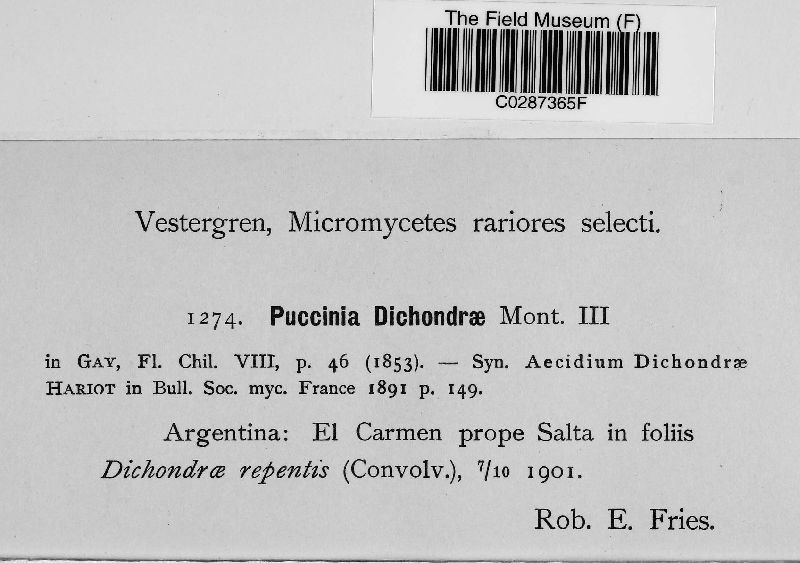 The Field Museum (F)
C0287365F
Vestergren, Micromycetes rariores selecti.
1274. Puccinia Dichondræ Mont. III
in GAY, Fl. Chil. VIII, p. 46 (1853). — Syn. Aecidium Dichondræ
HARIOT in Bull. Soc. myc. France 1891 p. 149.
Argentina: El Carmen prope Salta in foliis
Dichondræ repentis (Convolv.), 7/10 1901.
Rob. E. Fries.